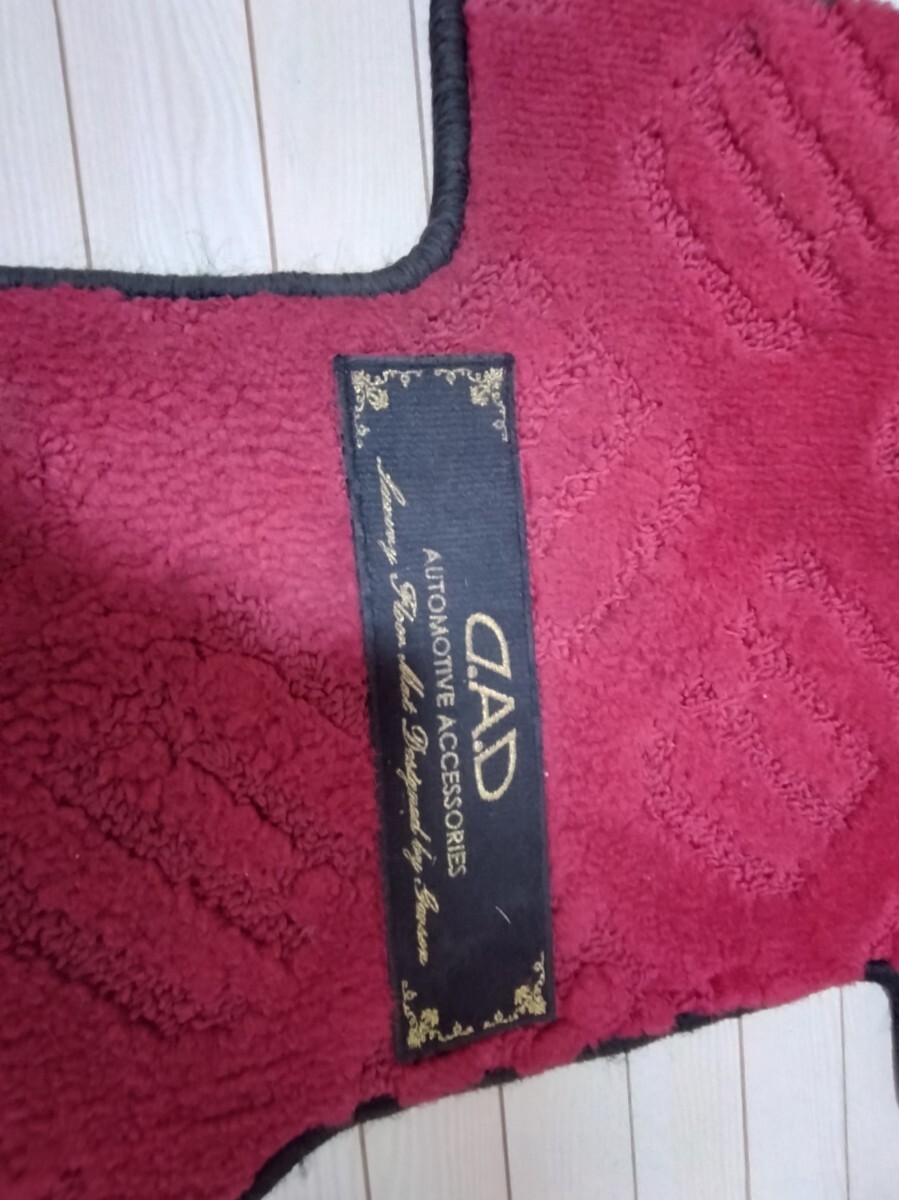 D.A.D
AUTOMOTIVE ACCESSORIES
Luxury Floor Mat Designed by Garson